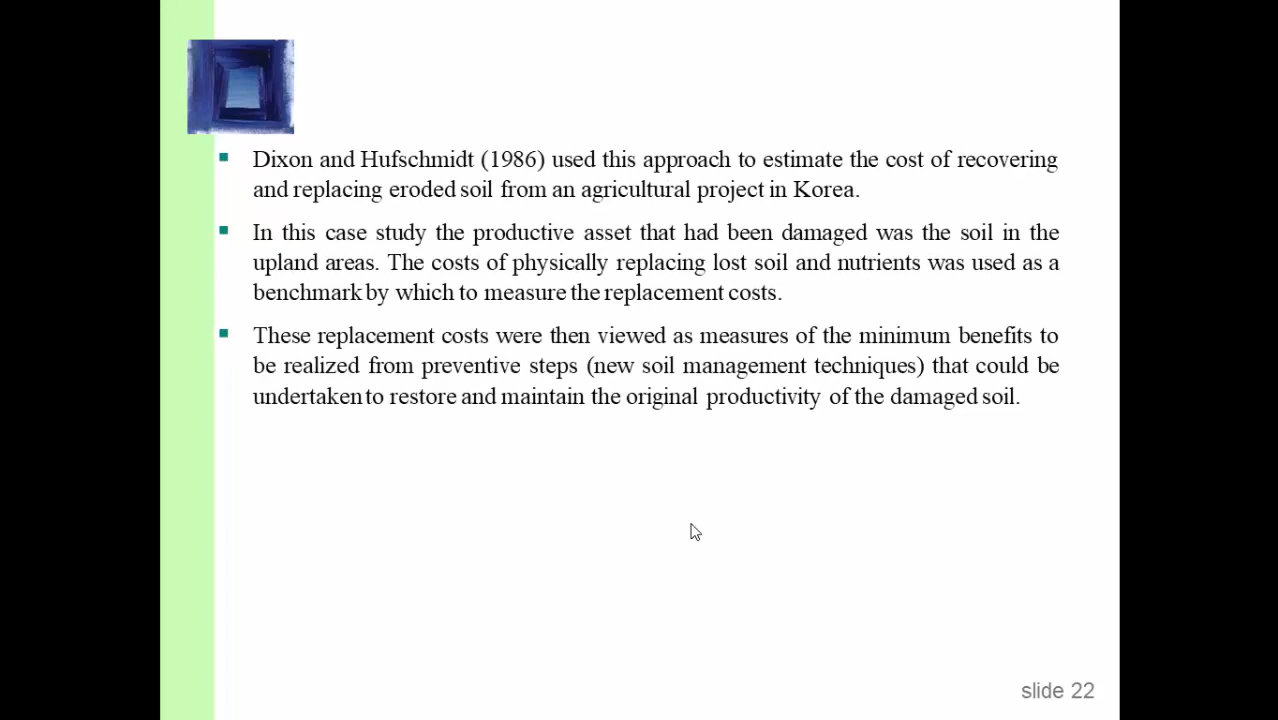 Dixon and Hufschmidt (1986) used this approach to estimate the cost of recovering
and replacing eroded soil from an agricultural project in Korea.
In this case study the productive asset that had been damaged was the soil in the
upland areas. The costs of physically replacing lost soil and nutrients was used as a
benchmark by which to measure the replacement costs.
These replacement costs were then viewed as measures of the minimum benefits to
be realized from preventive steps (new soil management techniques) that could be
undertaken to restore and maintain the original productivity of the damaged soil.
slide 22